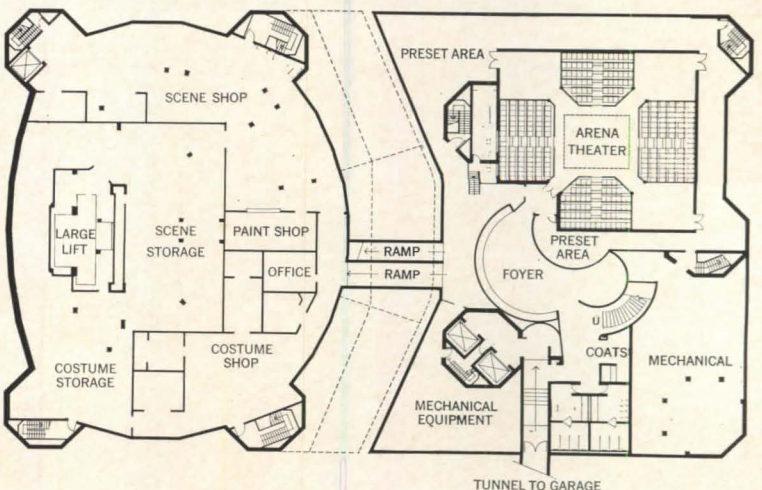 PRESET AREA
SCENE SHOP
ARENA
THEATER
LARGE
LIFT
SCENE
STORAGE
PAINT SHOP
OFFICE
RAMP
RAMP
PRESET
AREA
FOYER
U
COATS
MECHANICAL
COSTUME
SHOP
COSTUME
STORAGE
MECHANICAL
EQUIPMENT
TUNNEL TO GARAGE